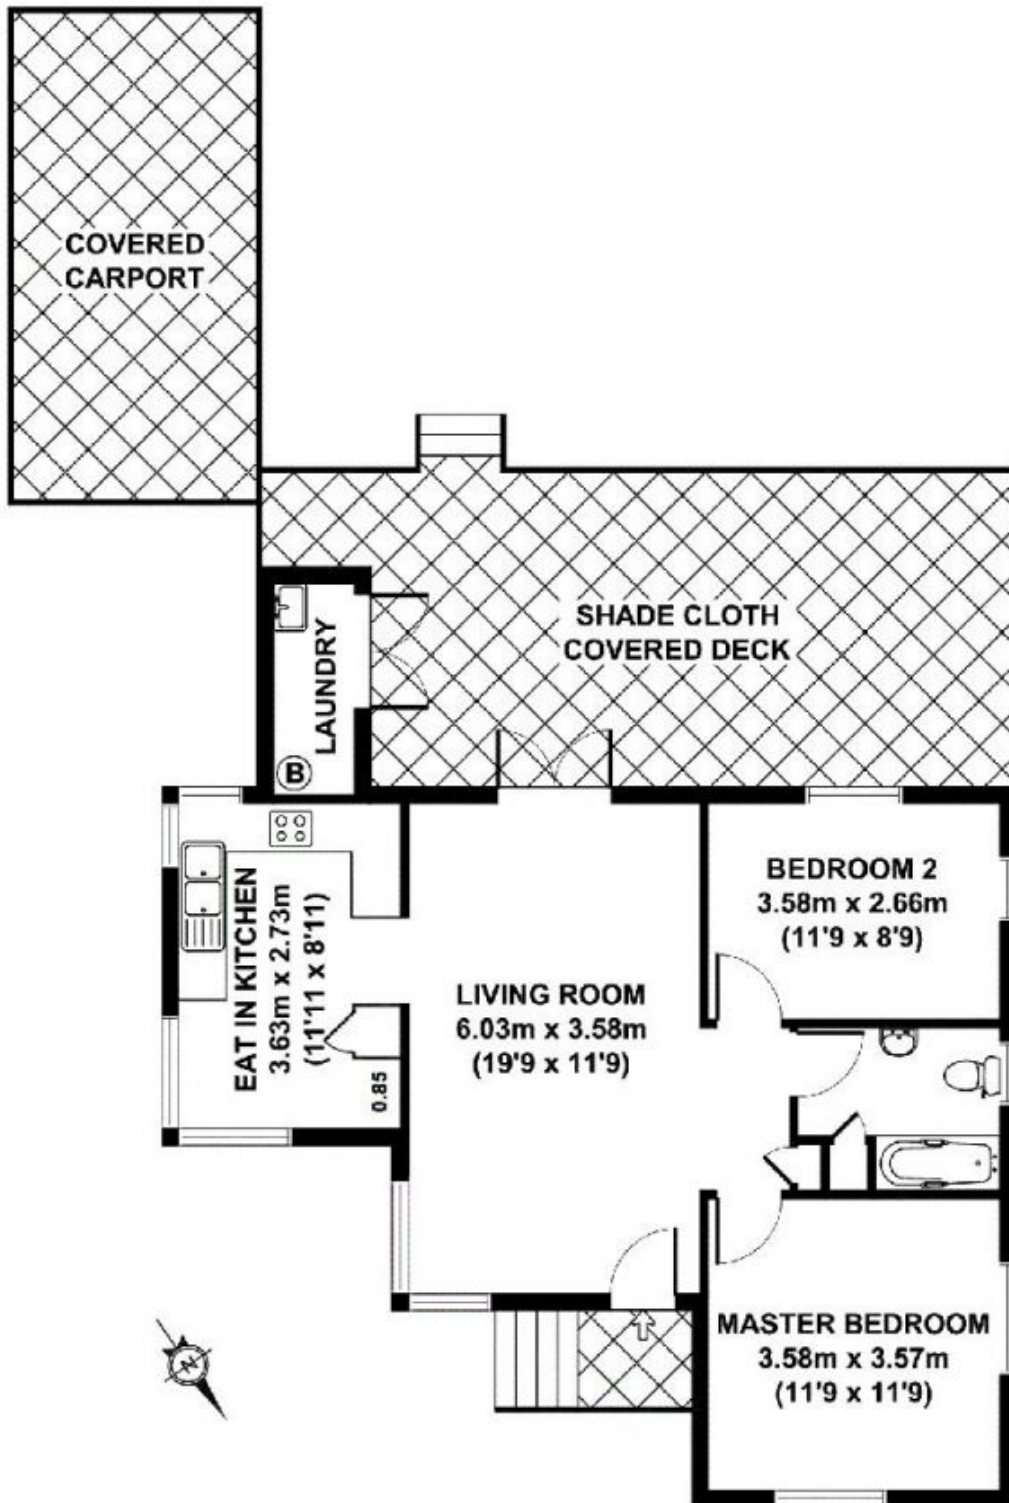 COVERED
CARPORT
SHADE CLOTH
COVERED DECK
LAUNDRY
B
EAT IN KITCHEN
3.63m x 2.73m
(11'11 x 8'11)
0.85
LIVING ROOM
6.03m x 3.58m
(19'9 x 11'9)
BEDROOM 2
3.58m x 2.66m
(11'9 x 8'9)
MASTER BEDROOM
3.58m x 3.57m
(11'9 x 11'9)
N